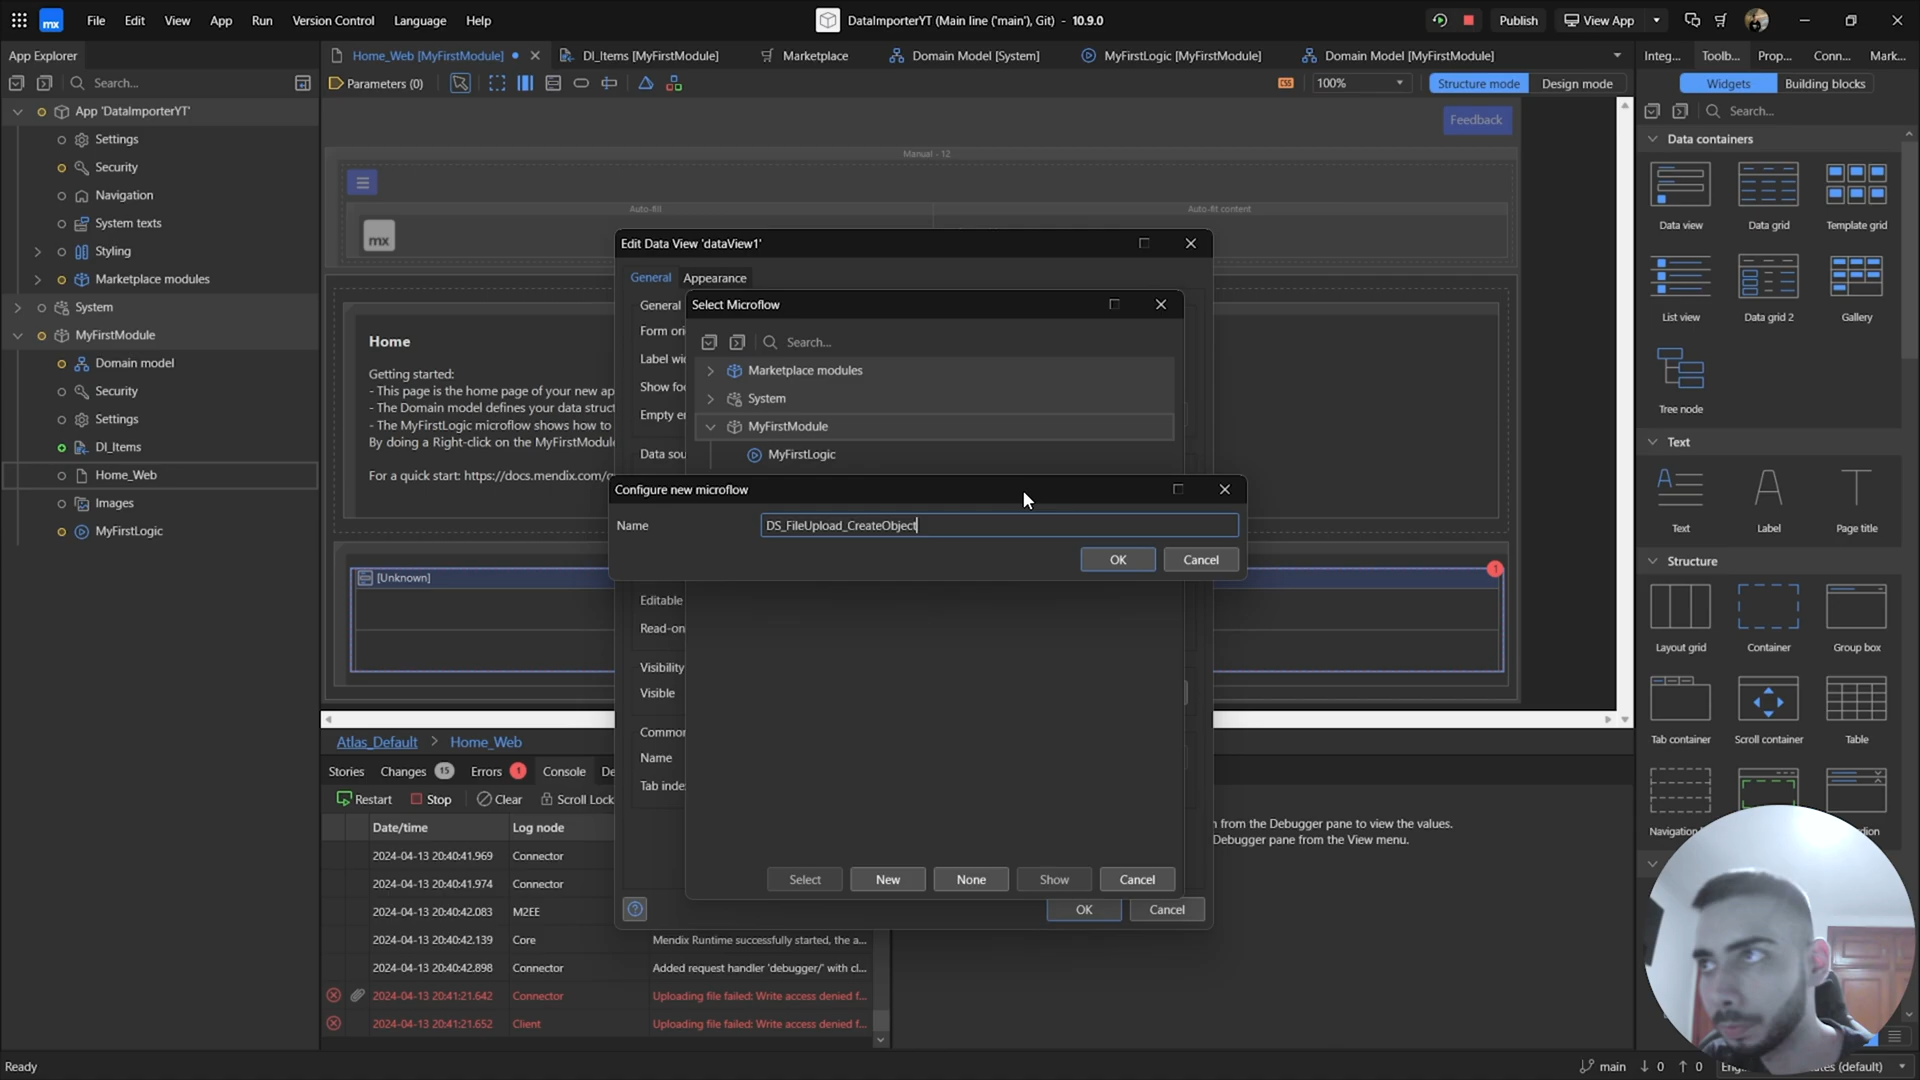 mx File Edit View App Run Version Control Language Help
DataImporterYT (Main line ('main'), Git) - 10.9.0
Publish View App
App Explorer
Home_Web [MyFirstModule] DI_Items [MyFirstModule] Marketplace Domain Model [System] MyFirstLogic [MyFirstModule] Domain Model [MyFirstModule]
Integ... Toolb... Prop... Conn... Mark...
Search...
Parameters (0)
CSS 100% Structure mode Design mode
Widgets Building blocks
Search...
App 'DataImporterYT'
Settings
Security
Navigation
System texts
Styling
Marketplace modules
System
MyFirstModule
Domain model
Security
Settings
DI_Items
Home_Web
Images
MyFirstLogic
Feedback
Manual - 12
Auto-fill Auto-fit content
mx
Home
Getting started:
- This page is the home page of your new ap
- The Domain model defines your data struct
- The MyFirstLogic microflow shows how to
By doing a Right-click on the MyFirstModule
For a quick start: https://docs.mendix.com/q
[Unknown]
1
Edit Data View 'dataView1'
General Appearance
General
Form ori
Label wid
Show foo
Empty en
Data sou
Editable
Read-on
Visibility
Visible
Common
Name
Tab index
OK Cancel
Select Microflow
Search...
Marketplace modules
System
MyFirstModule
MyFirstLogic
Select New None Show Cancel
Configure new microflow
Name DS_FileUpload_CreateObject
OK Cancel
Atlas_Default > Home_Web
Stories Changes 15 Errors 1 Console De
Restart Stop Clear Scroll Lock
Date/time Log node
2024-04-13 20:40:41.969 Connector
2024-04-13 20:40:41.974 Connector
2024-04-13 20:40:42.083 M2EE
2024-04-13 20:40:42.139 Core Mendix Runtime successfully started, the a...
2024-04-13 20:40:42.898 Connector Added request handler 'debugger/' with cl...
2024-04-13 20:41:21.642 Connector Uploading file failed: Write access denied f...
2024-04-13 20:41:21.652 Client Uploading file failed: Write access denied f...
from the Debugger pane to view the values.
Debugger pane from the View menu.
Data containers
Data view Data grid Template grid
List view Data grid 2 Gallery
Tree node
Text
Text Label Page title
Structure
Layout grid Container Group box
Tab container Scroll container Table
Navigation
Ready
main 0 0
(default)